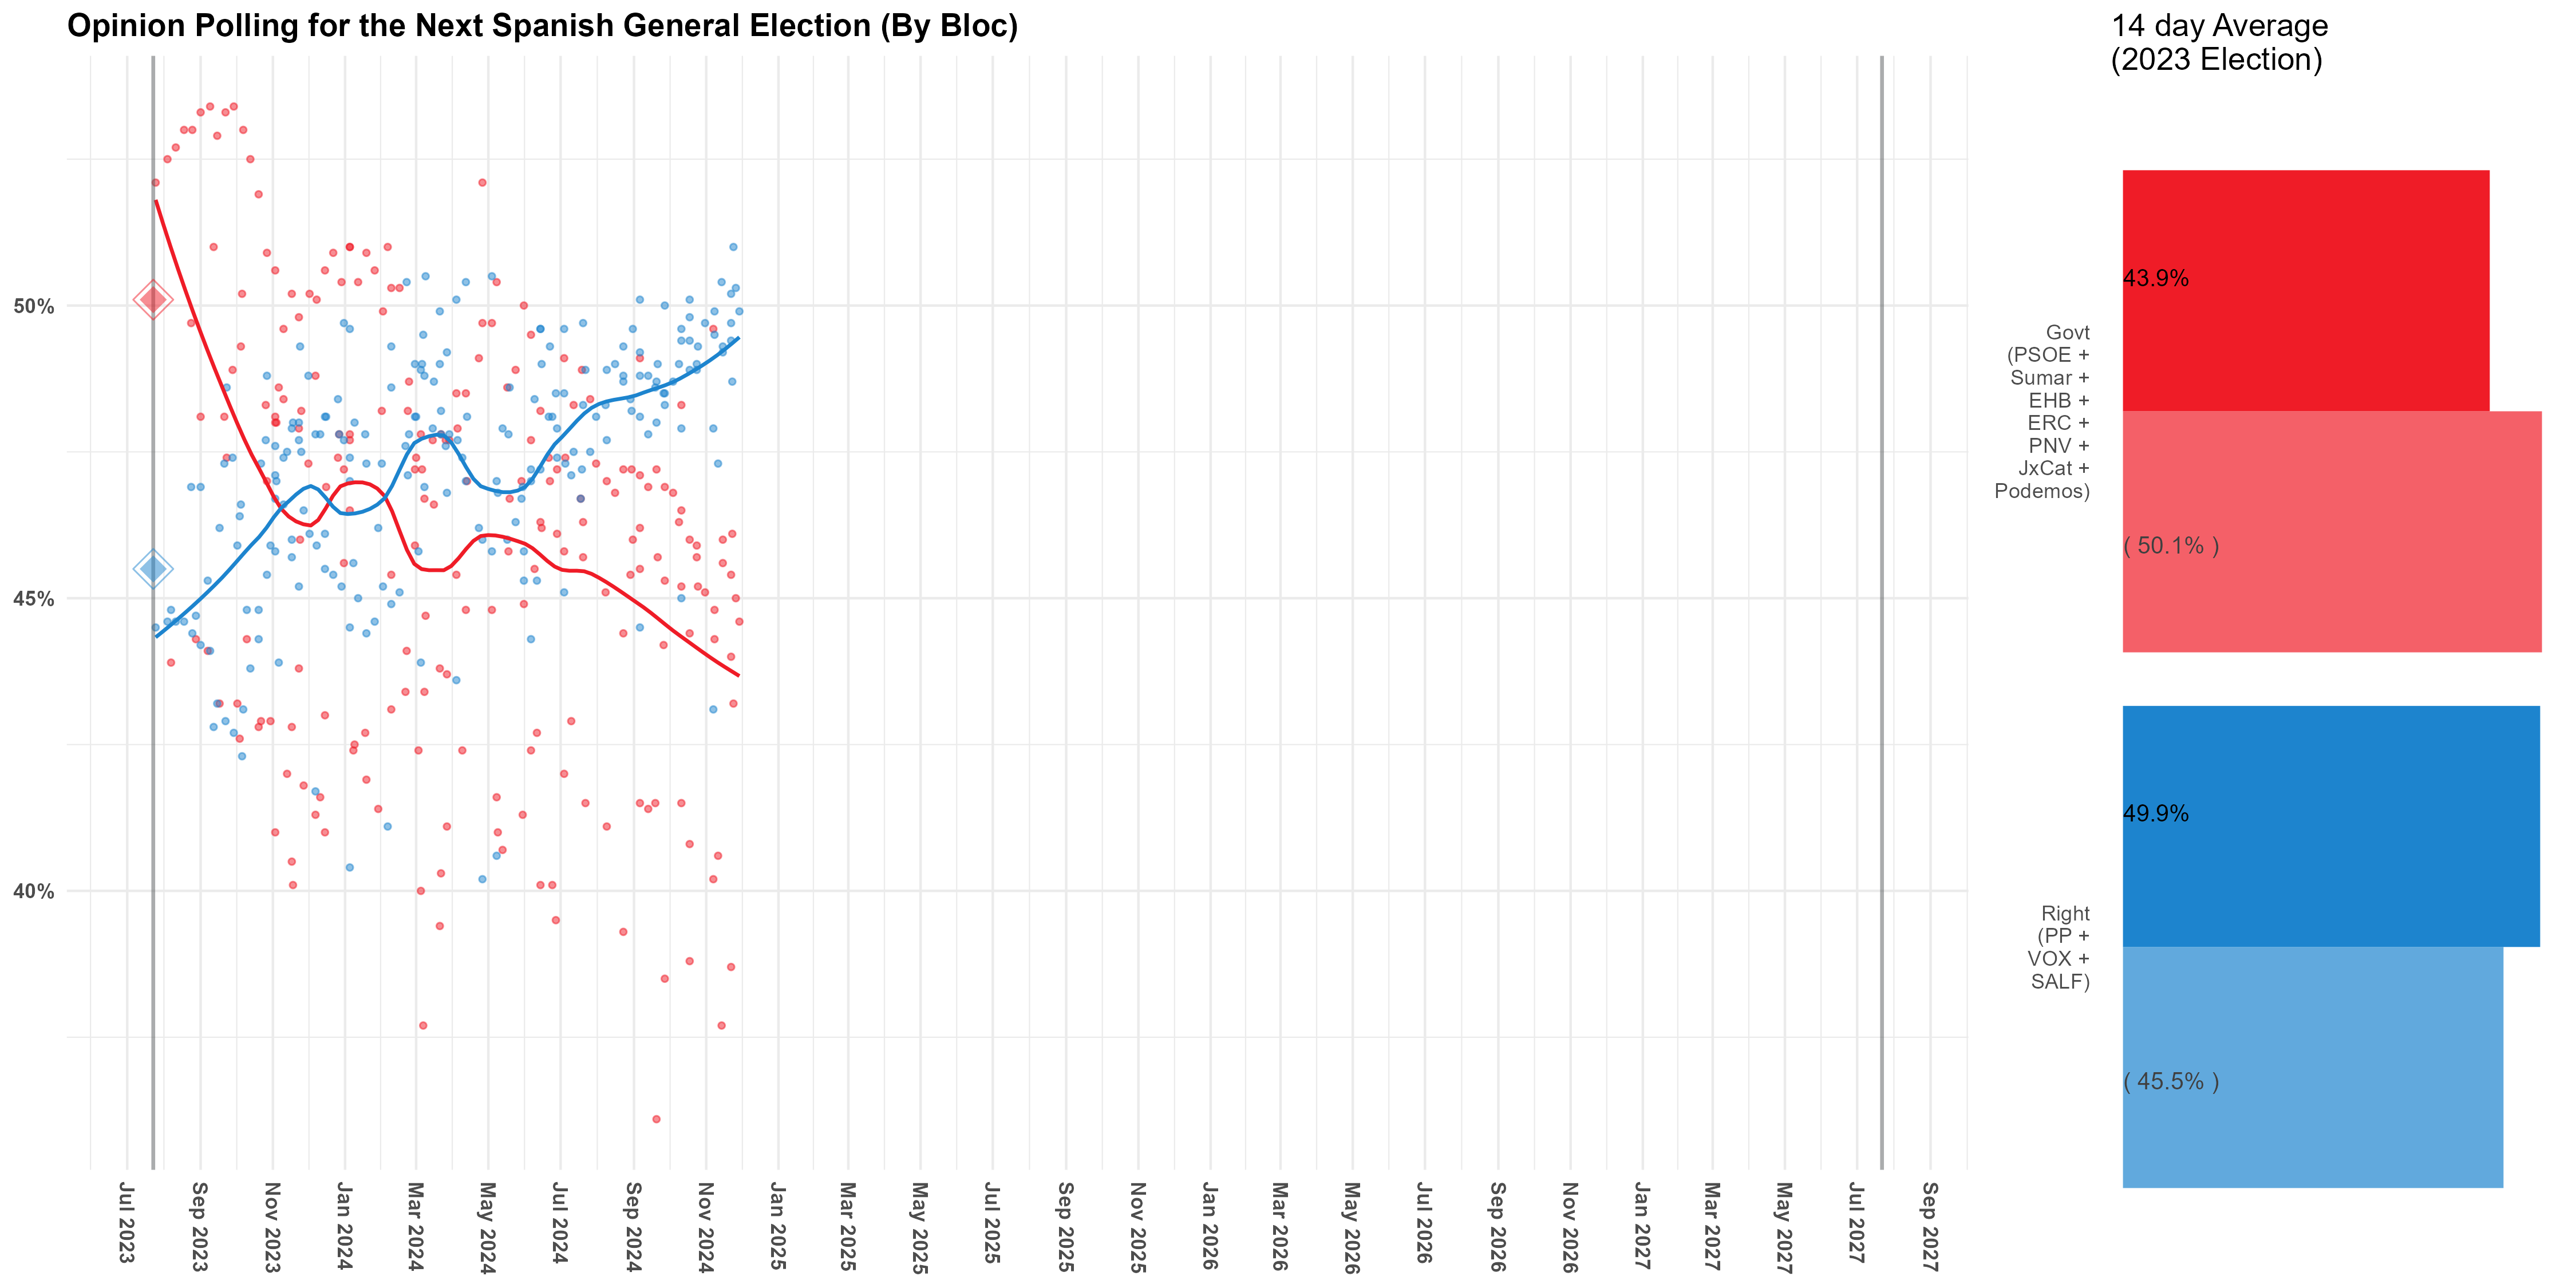 Opinion Polling for the Next Spanish General Election (By Bloc)
14 day Average
(2023 Election)
50%
45%
40%
Jul 2023
Sep 2023
Nov 2023
Jan 2024
Mar 2024
May 2024
Jul 2024
Sep 2024
Nov 2024
Jan 2025
Mar 2025
May 2025
Jul 2025
Sep 2025
Nov 2025
Jan 2026
Mar 2026
May 2026
Jul 2026
Sep 2026
Nov 2026
Jan 2027
Mar 2027
May 2027
Jul 2027
Sep 2027
Govt
(PSOE +
Sumar +
EHB +
ERC +
PNV +
JxCat +
Podemos)
43.9%
( 50.1% )
Right
(PP +
VOX +
SALF)
49.9%
( 45.5% )